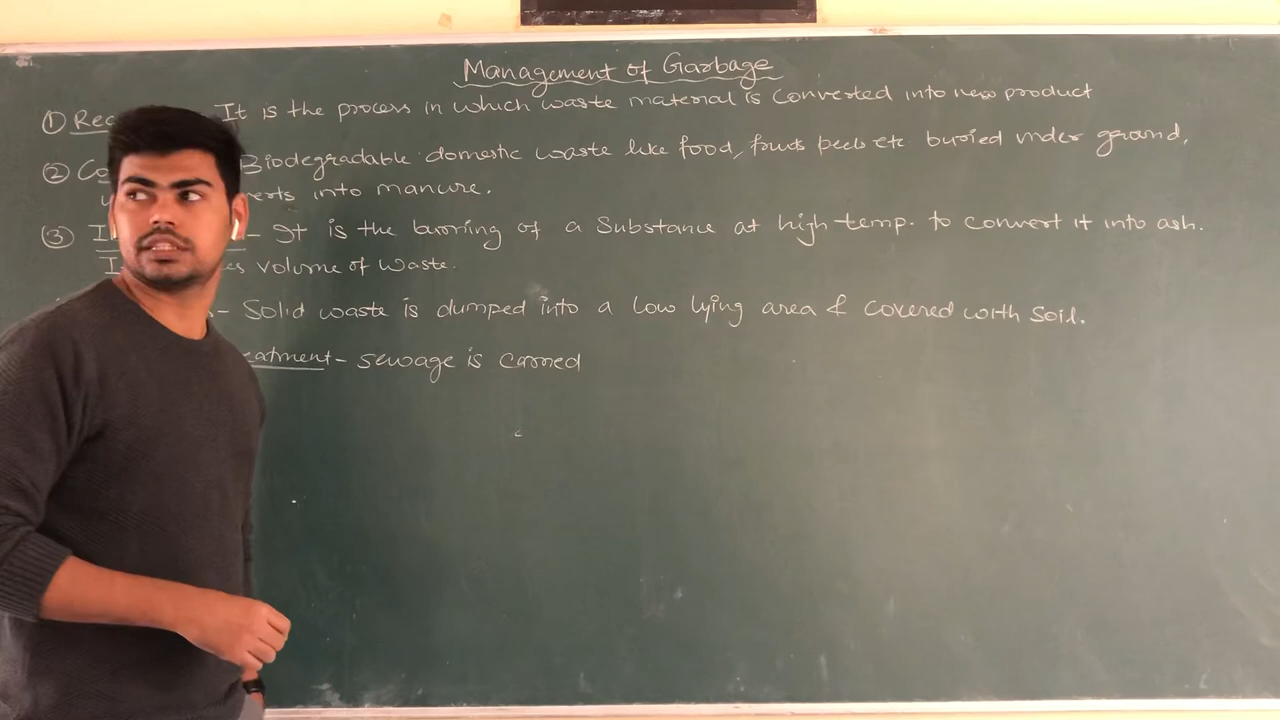 Management of Garbage
① It is the process in which waste material is converted into new product
② Biodegradable domestic waste like food, fruits peels etc buried under ground,
into manure.
③ - It is the burning of a Substance at high temp. to convert it into ash.
volume of waste.
- Solid waste is dumped into a low lying area & covered with soil.
- sewage is carried